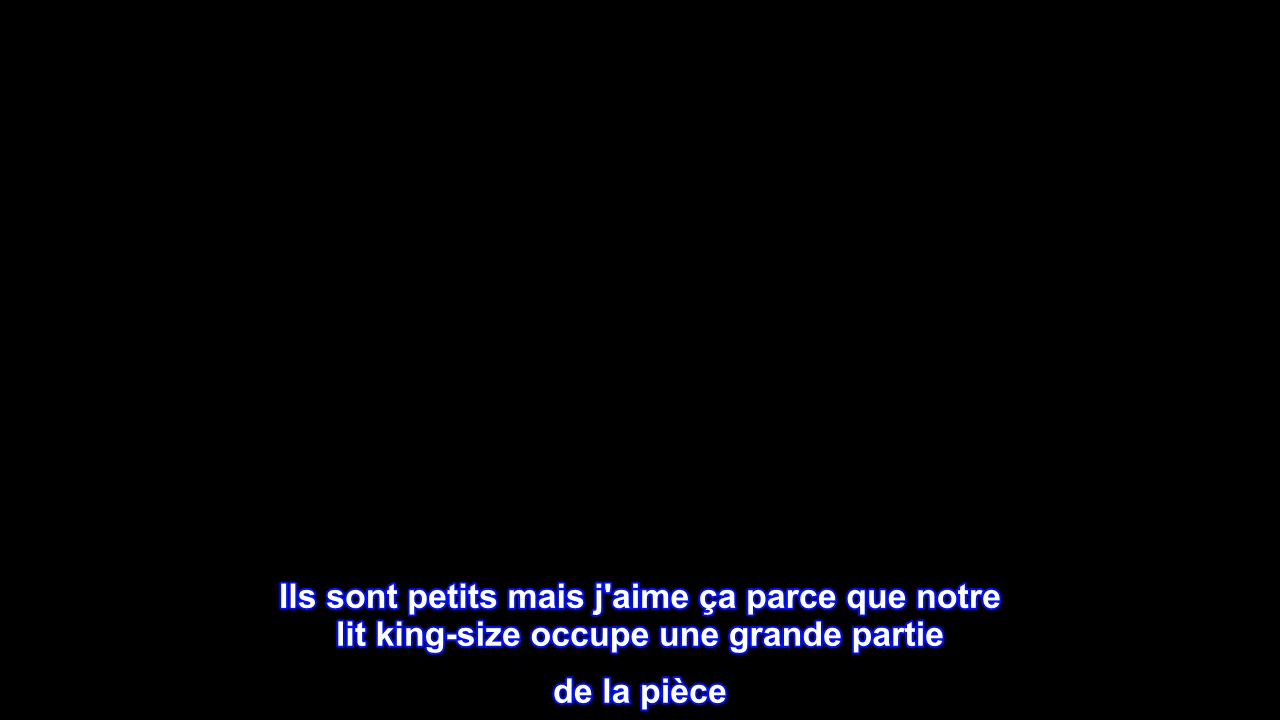 Ils sont petits mais j'aime ça parce que notre
lit king-size occupe une grande partie
de la pièce